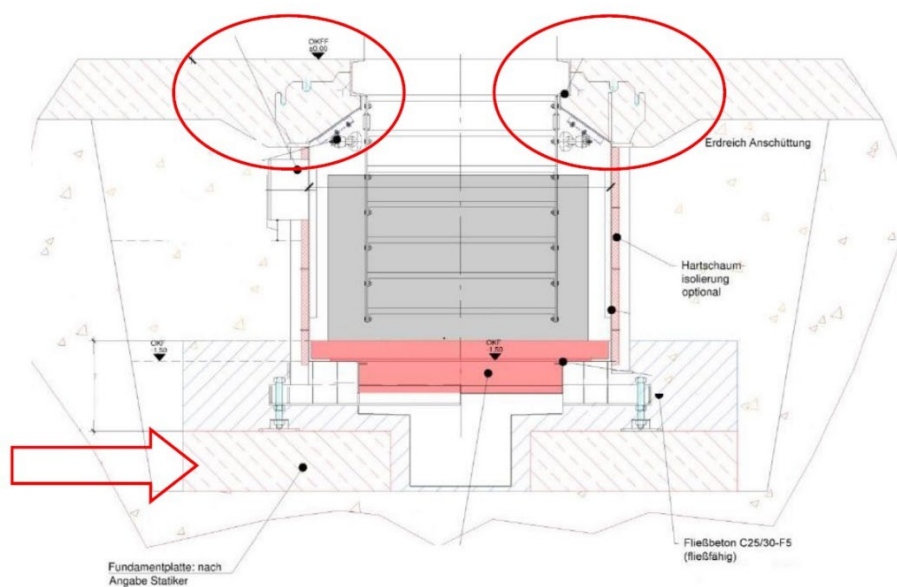 OKFF
±0.00
Erdreich Anschüttung
Hartschaum-
isolierung
optional
OKF
-1.50
OKF
-1.50
Fließbeton C25/30-F5
(fließfähig)
Fundamentplatte: nach
Angabe Statiker